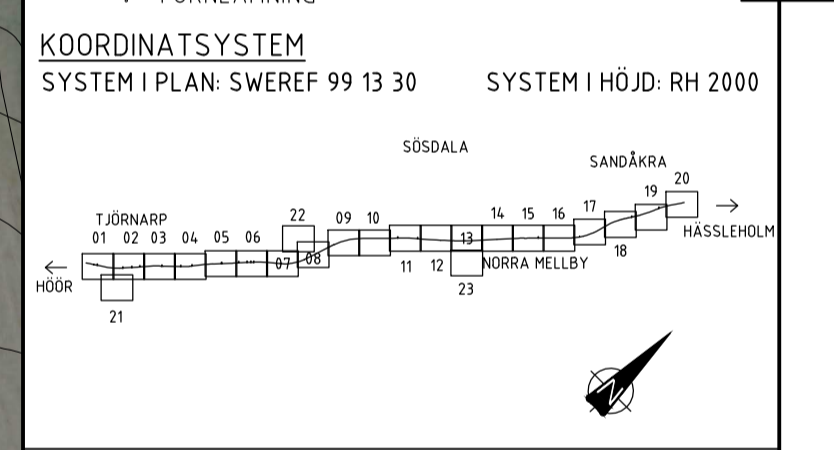 KOORDINATSYSTEM
SYSTEM I PLAN: SWEREF 99 13 30 SYSTEM I HÖJD: RH 2000
SÖSDALA
SANDÅKRA
TJÖRNARP
01 02 03 04 05 06 07 08 09 10 11 12 13 14 15 16 17 18 19 20
21 22 23
HÄSSLEHOLM
NORRA MELLBY
HÖÖR
N